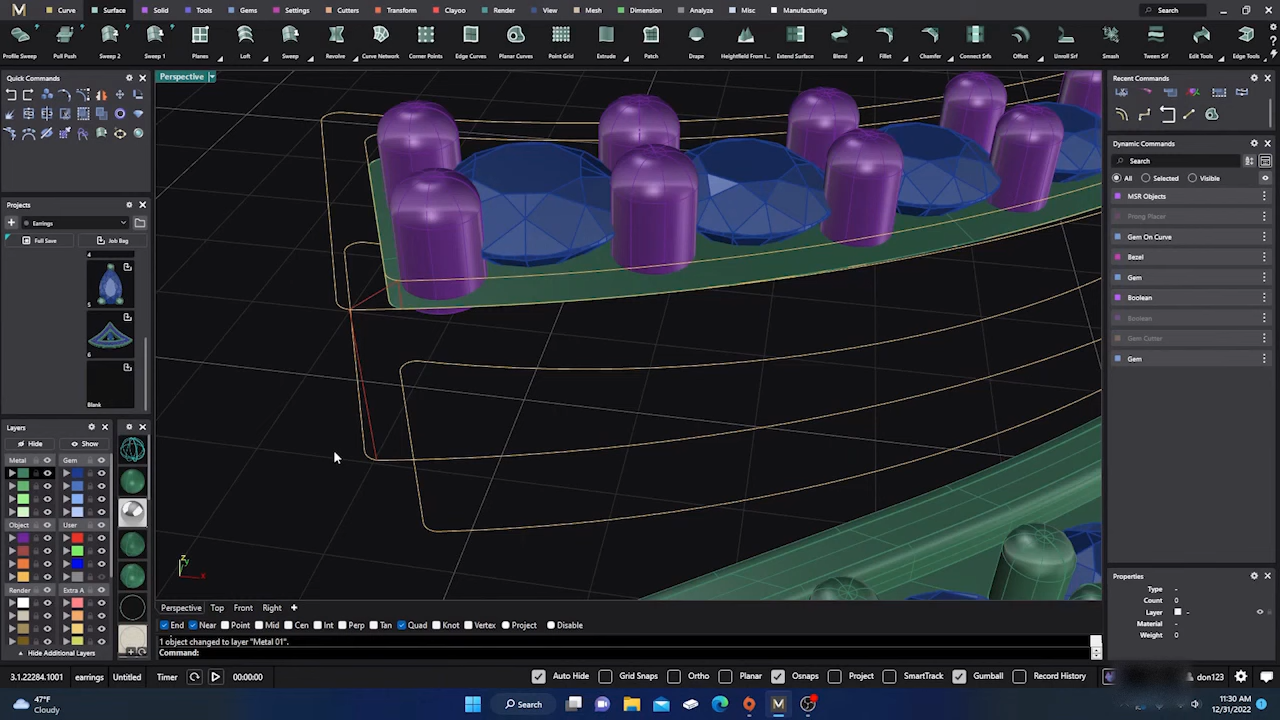 Curve Surface Solid Tools Gems Settings Cutters Transform Clayoo Render View Mesh Dimension Analyze Misc Manufacturing Search
Profile Sweep Pull Push Sweep 2 Sweep 1 Planes Loft Sweep Revolve Curve Network Corner Points Edge Curves Planar Curves Point Grid Extrude Patch Drape Heightfield From I... Extend Surface Blend Fillet Chamfer Connect Srfs Offset Unroll Srf Smash Tween Srf Edit Tools Edge Tools
Quick Commands
Perspective
Recent Commands
Dynamic Commands
Search
All Selected Visible
MSR Objects
Prong Placer
Gem On Curve
Bezel
Gem
Boolean
Boolean
Gem Cutter
Gem
Projects
Earrings
Full Save Job Bag
4
5
6
Blank
Layers
Hide Show
Metal Gem
Object User
Render Extra A
Hide Additional Layers
z
y
x
Properties
Type -
Count 0
Layer -
Material -
Weight 0
Perspective Top Front Right
End Near Point Mid Cen Int Perp Tan Quad Knot Vertex Project Disable
1 object changed to layer "Metal 01".
Command:
3.1.22284.1001 earrings Untitled Timer 00:00:00 Auto Hide Grid Snaps Ortho Planar Osnaps Project SmartTrack Gumball Record History don123
47°F
Cloudy
Search
11:30 AM
12/31/2022